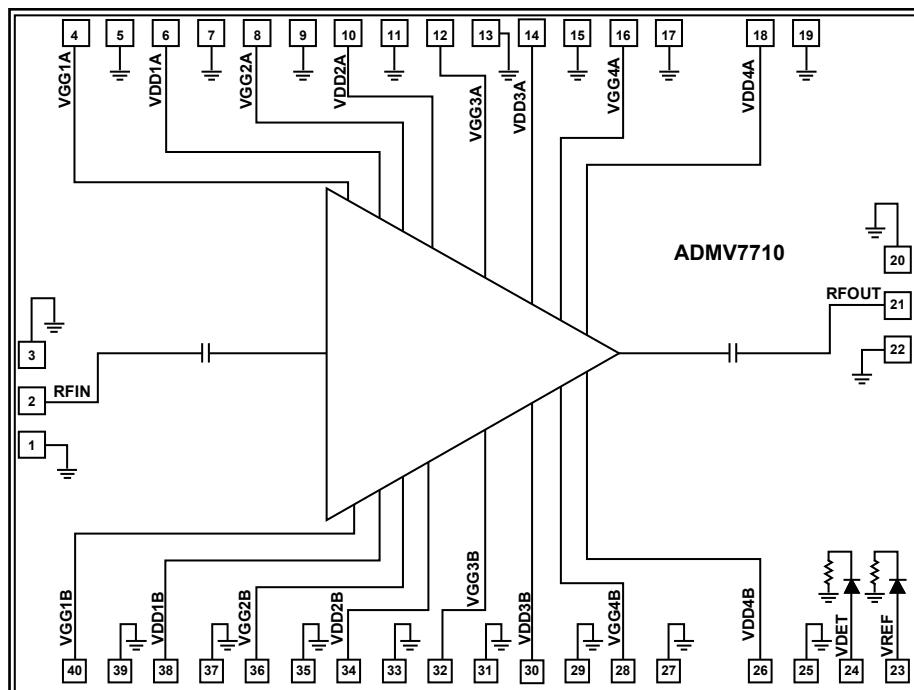 4 5 6 7 8 9 10 11 12 13 14 15 16 17 18 19
VGG1A
VDD1A
VGG2A
VDD2A
VGG3A
VDD3A
VGG4A
VDD4A
ADMV7710
20
RFOUT
21
22
3
2
RFIN
1
VGG1B
VDD1B
VGG2B
VDD2B
VGG3B
VDD3B
VGG4B
VDD4B
VDET
VREF
40 39 38 37 36 35 34 33 32 31 30 29 28 27 26 25 24 23